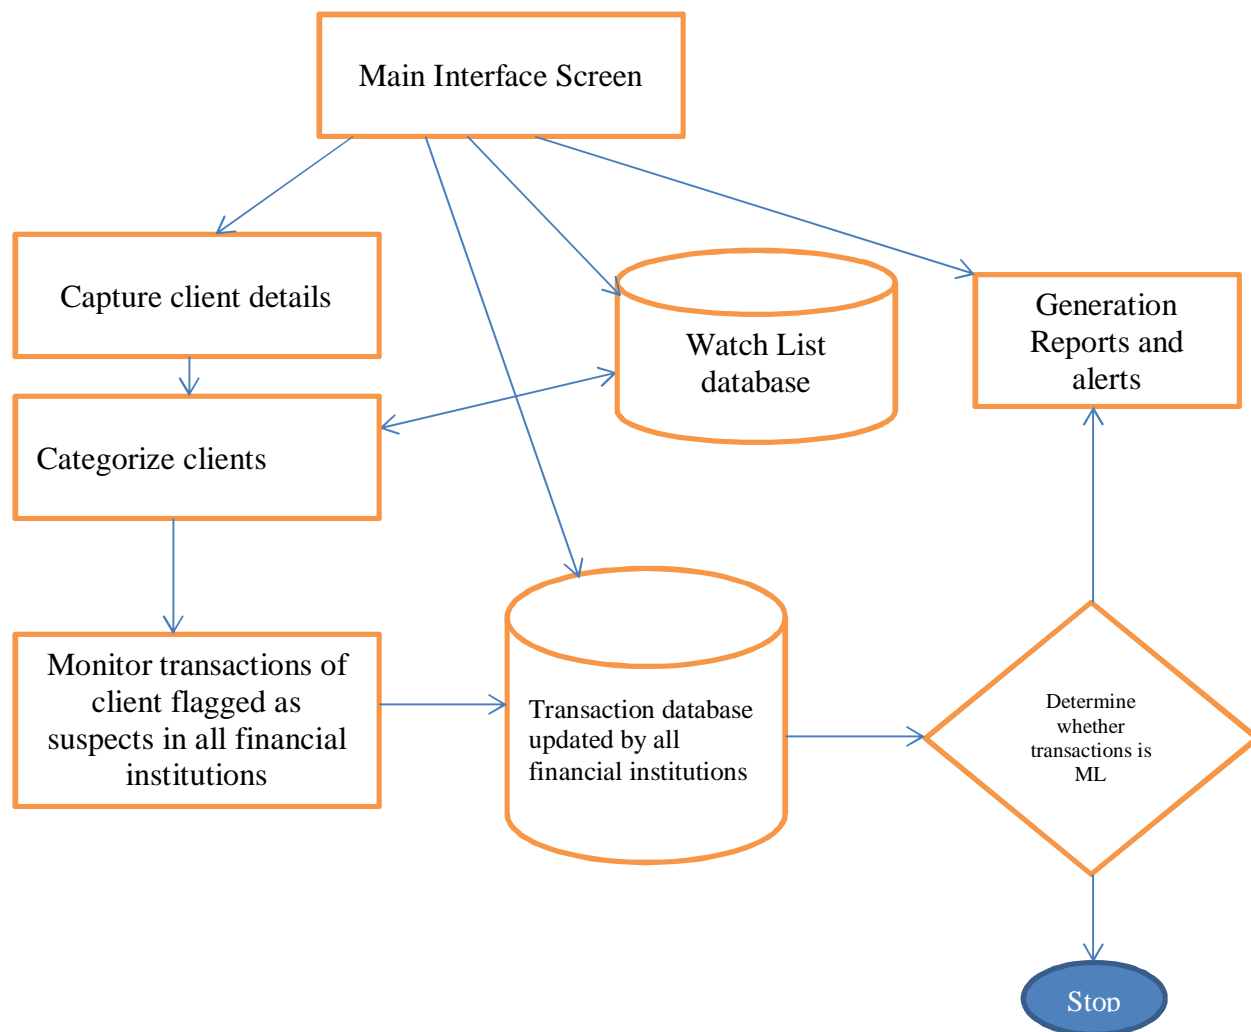 Main Interface Screen
Capture client details
Watch List
database
Generation
Reports and
alerts
Categorize clients
Monitor transactions of
client flagged as
suspects in all financial
institutions
Transaction database
updated by all
financial institutions
Determine
whether
transactions is
ML
Stop